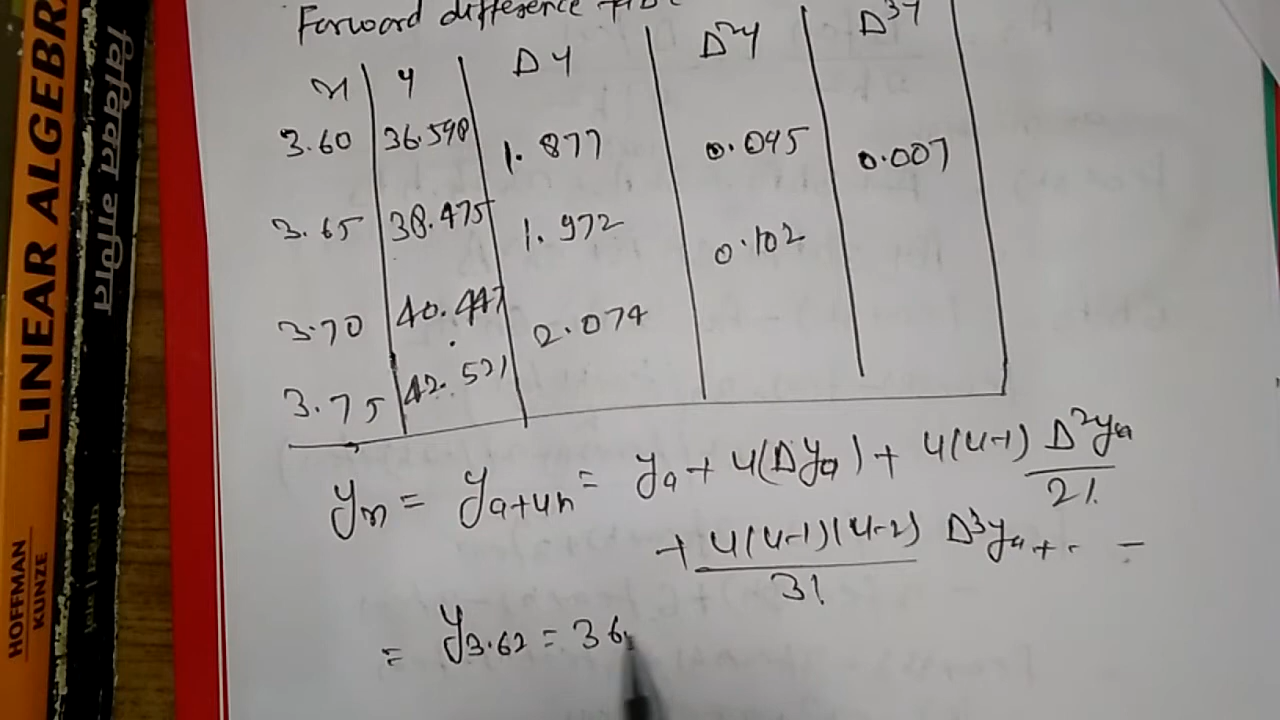 LINEAR ALGEBRA
HOFFMAN
KUNZE
विविक्त गणित
Forward difference
x y Δy Δ²y Δ³y
3.60 36.598 1.877 0.095 0.007
3.65 38.475 1.972 0.102
3.70 40.447 2.074
3.75 42.521
yx = ya+uh = ya + u(Δya) + u(u-1) Δ²ya / 2!
+ u(u-1)(u-2) / 3! Δ³ya + - -
= y3.62 = 36.